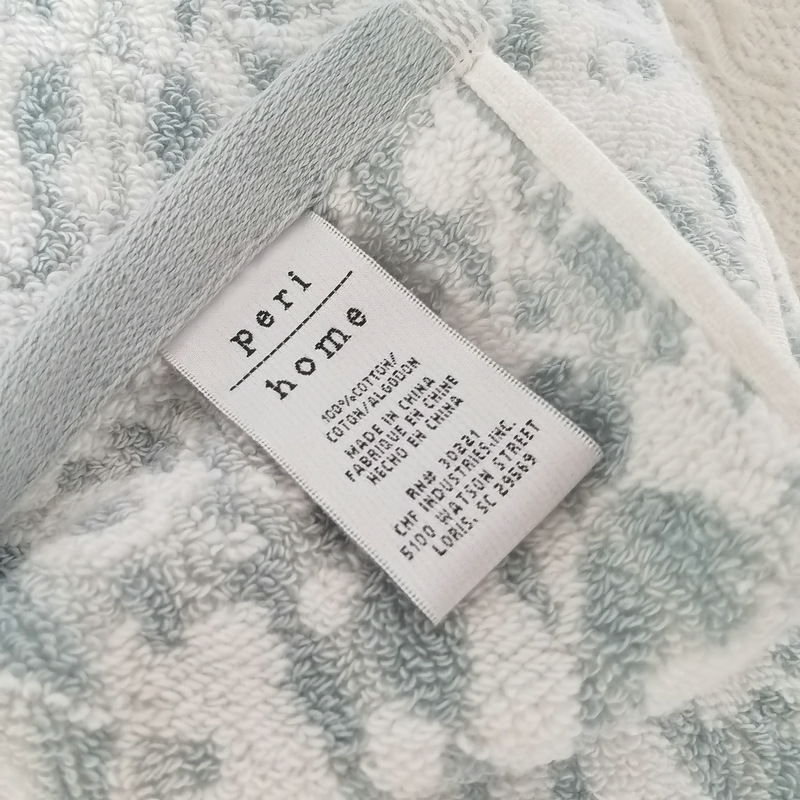 peri
home
100%COTTON/
COTON/ALGODON
MADE IN CHINA
FABRIQUE EN CHINE
HECHO EN CHINA
RN# 30821
CHF INDUSTRIES,INC.
5100 WATSON STREET
LORIS, SC 29569